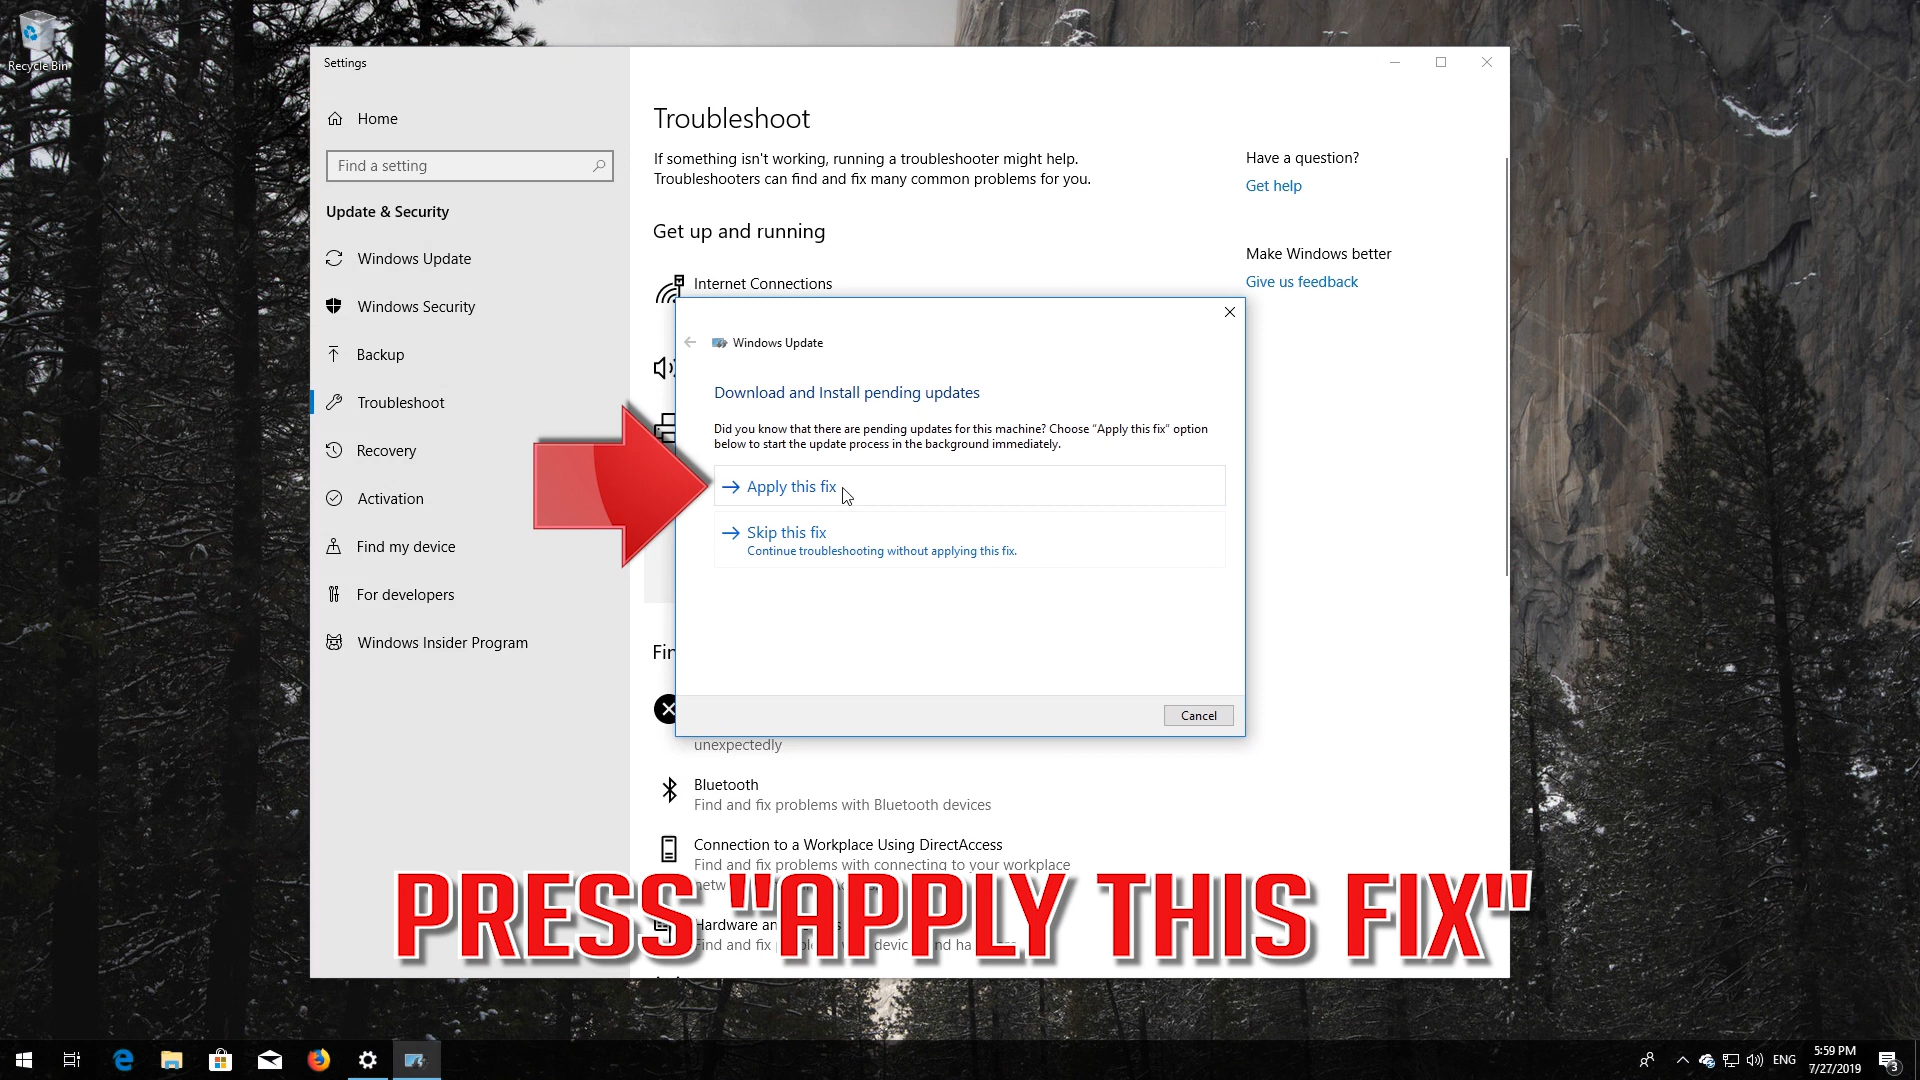 Recycle Bin
Settings
Home
Find a setting
Update & Security
Windows Update
Windows Security
Backup
Troubleshoot
Recovery
Activation
Find my device
For developers
Windows Insider Program
Troubleshoot
If something isn't working, running a troubleshooter might help.
Troubleshooters can find and fix many common problems for you.
Get up and running
Internet Connections
Have a question?
Get help
Make Windows better
Give us feedback
Windows Update
Download and Install pending updates
Did you know that there are pending updates for this machine? Choose “Apply this fix” option
below to start the update process in the background immediately.
Apply this fix
Skip this fix
Continue troubleshooting without applying this fix.
Cancel
unexpectedly
Bluetooth
Find and fix problems with Bluetooth devices
Connection to a Workplace Using DirectAccess
Find and fix problems with connecting to your workplace
Hardware
Find and fix
PRESS "APPLY THIS FIX"
ENG
5:59 PM
7/27/2019
3